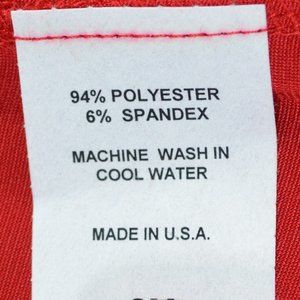 94% POLYESTER
6% SPANDEX
MACHINE WASH IN
COOL WATER
MADE IN U.S.A.